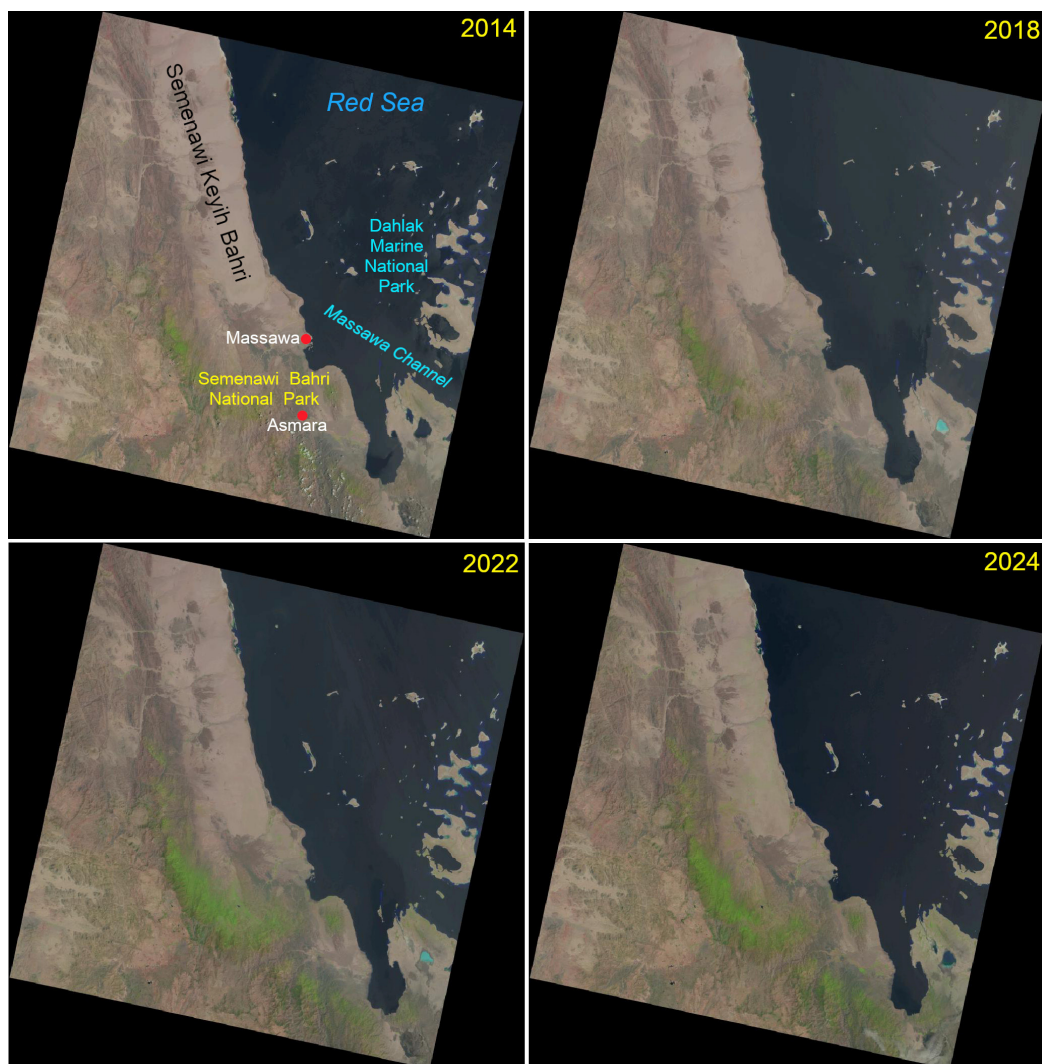 2014
2018
Semenawi Keyih Bahri
Red Sea
Dahlak
Marine
National
Park
Massawa Channel
Massawa
Semenawi Bahri
National Park
Asmara
2022
2024